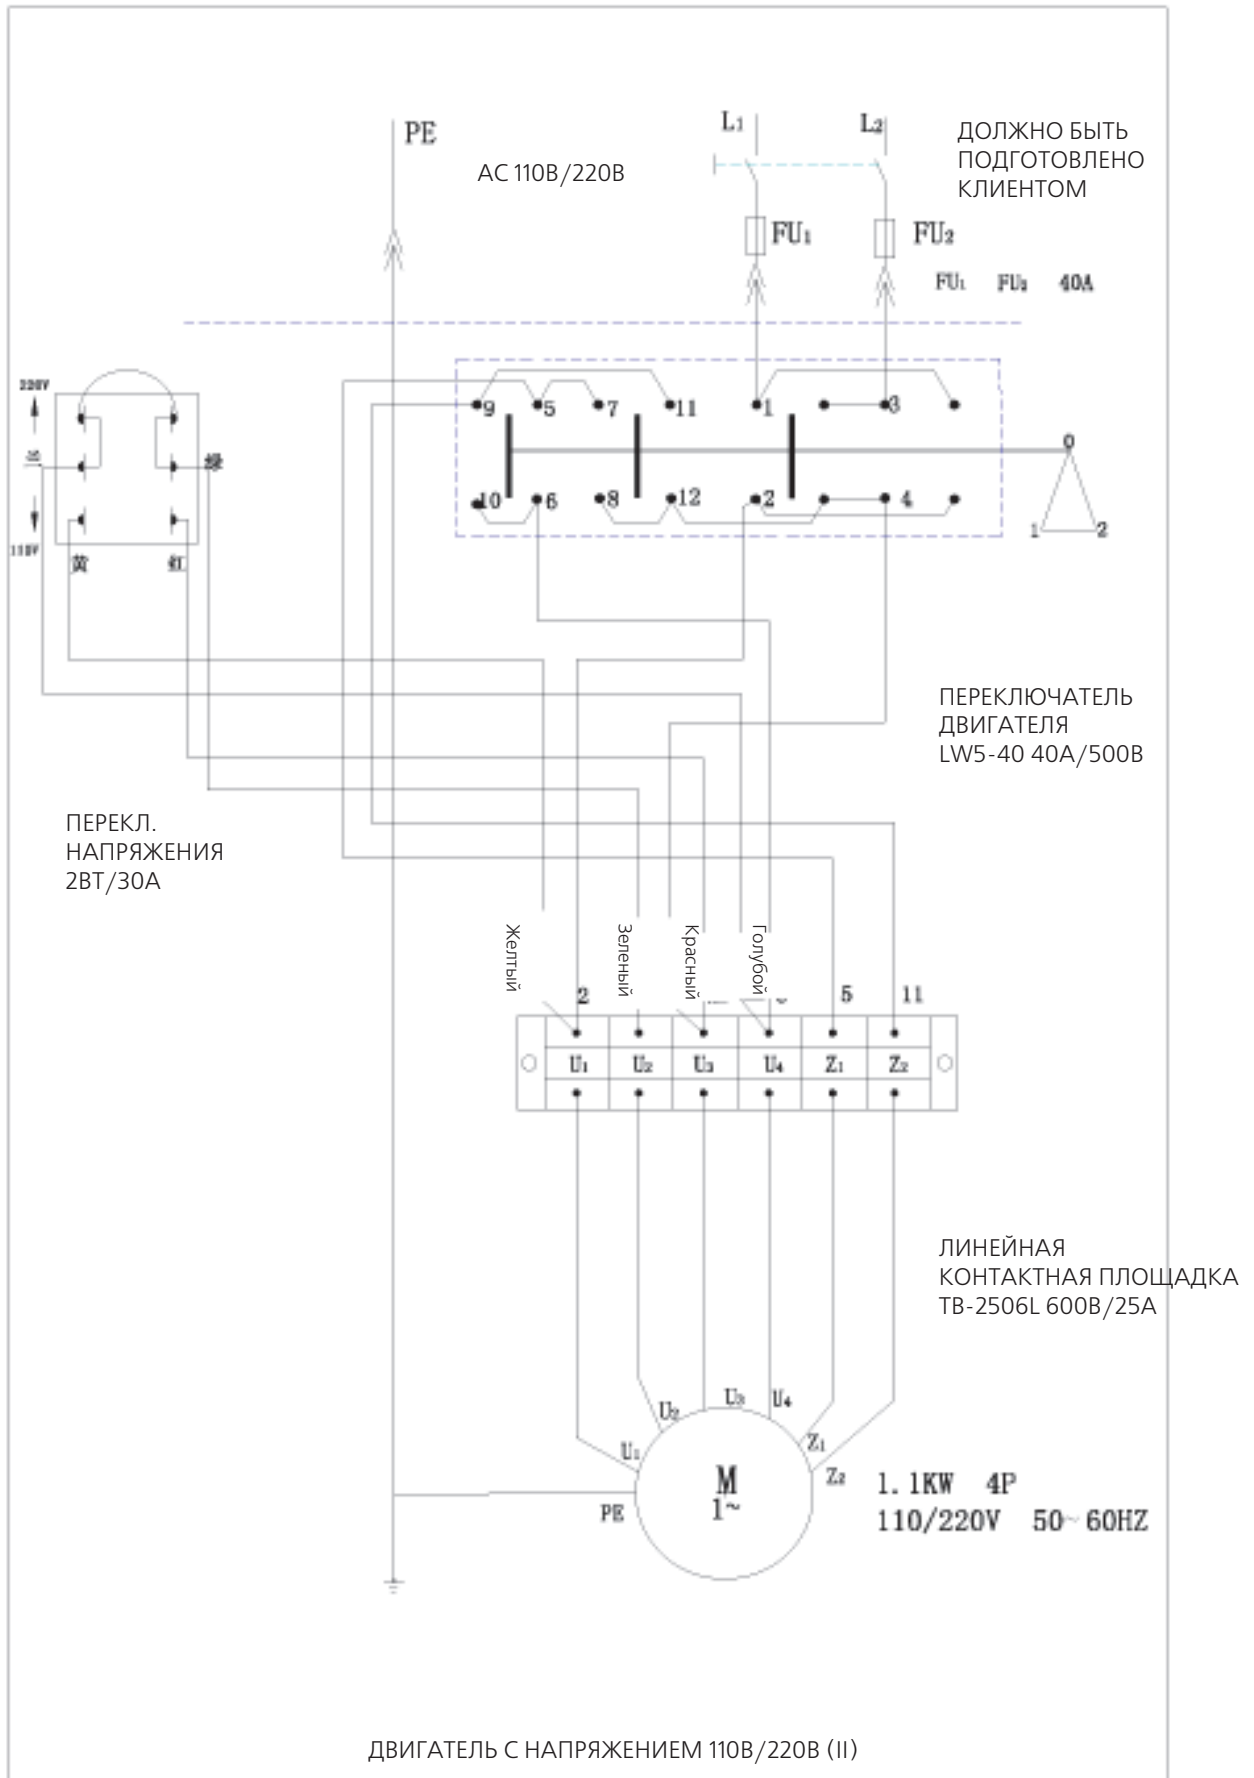 PE
L1
L2
AC 110В/220В
ДОЛЖНО БЫТЬ
ПОДГОТОВЛЕНО
КЛИЕНТОМ
FU1
FU2
FU1 FU2 40A
220V
绿
110V
黄
红
9
5
7
11
1
3
10
6
8
12
2
4
0
1
2
ПЕРЕКЛЮЧАТЕЛЬ
ДВИГАТЕЛЯ
LW5-40 40А/500В
ПЕРЕКЛ.
НАПРЯЖЕНИЯ
2ВТ/30А
Желтый
Зеленый
Красный
Голубой
2
5
11
U1
U2
U3
U4
Z1
Z2
ЛИНЕЙНАЯ
КОНТАКТНАЯ ПЛОЩАДКА
ТВ-2506L 600В/25А
U1
U2
U3
U4
Z1
Z2
PE
M
1~
1.1KW 4P
110/220V 50~60HZ
ДВИГАТЕЛЬ С НАПРЯЖЕНИЕМ 110В/220В (II)